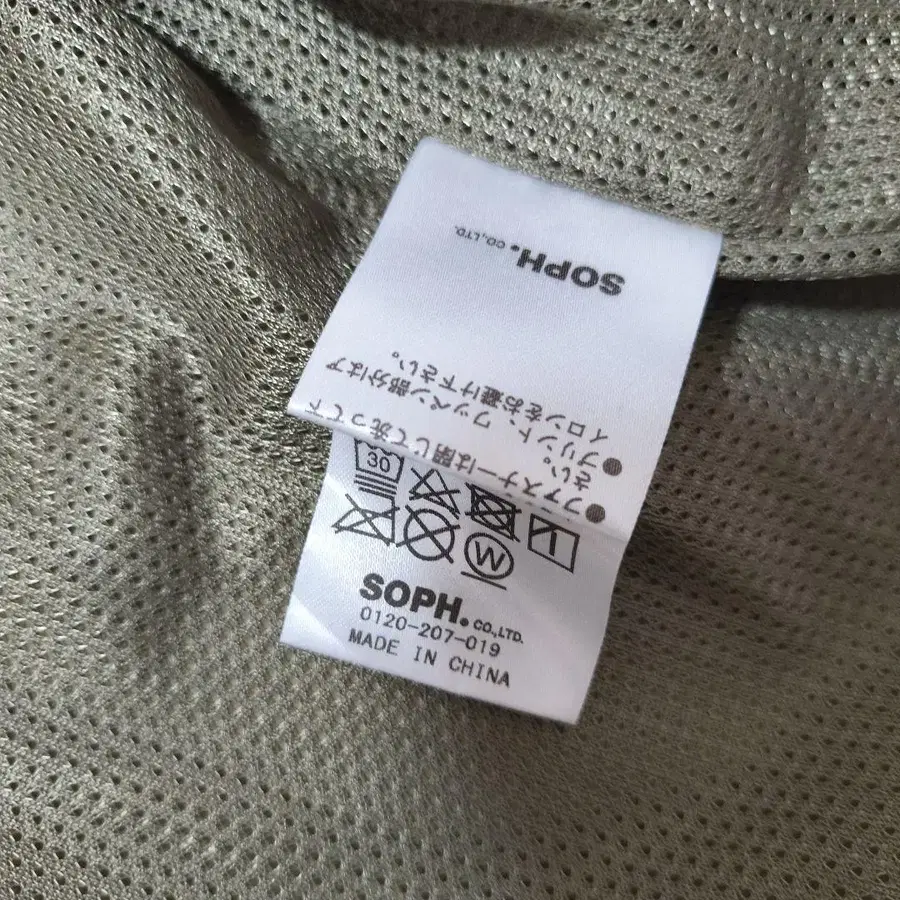 ●ファスナーは閉じて洗って下
さい。
●プリント、ワッペン部分はア
イロンをお避け下さい。
SOPH. CO.,LTD.
30
W
SOPH. CO.,LTD.
0120-207-019
MADE IN CHINA